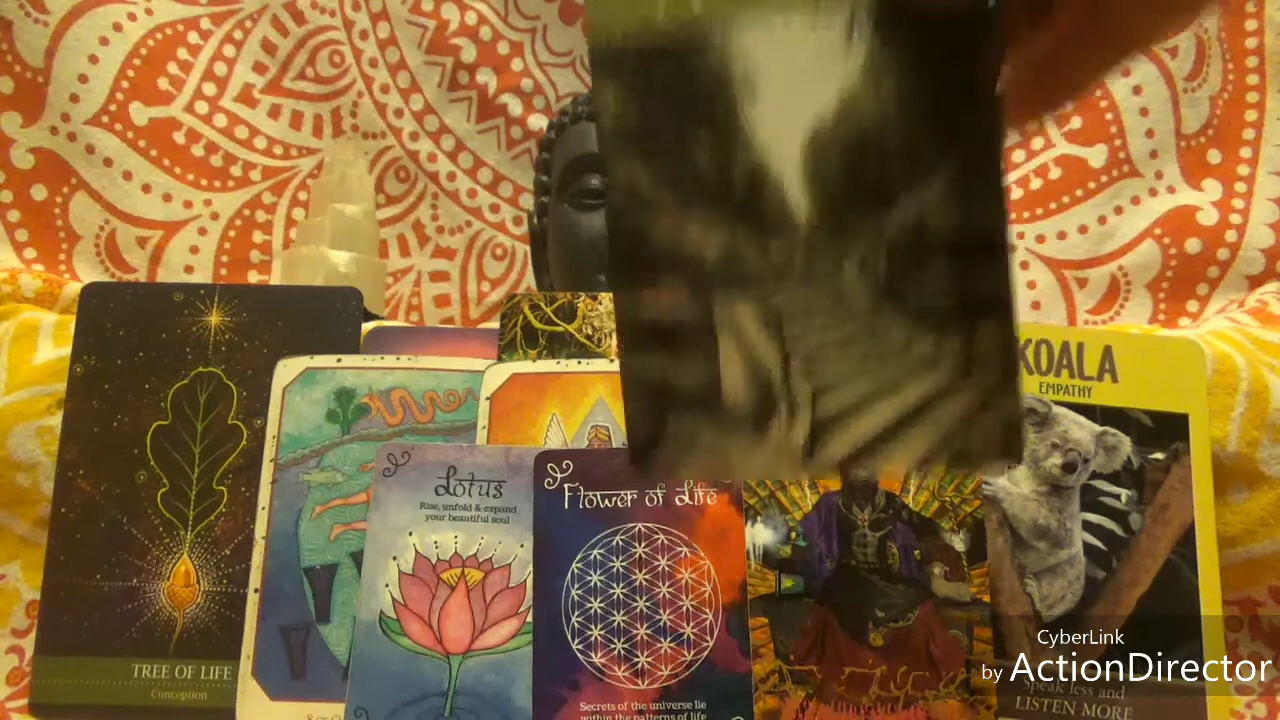 KOALA
EMPATHY
Lotus
Rise, unfold & expand
your beautiful soul
Flower of Life
TREE OF LIFE
Conception
CyberLink
by ActionDirector
Speak less and
LISTEN MORE
Secrets of the universe lie
within the patterns of life